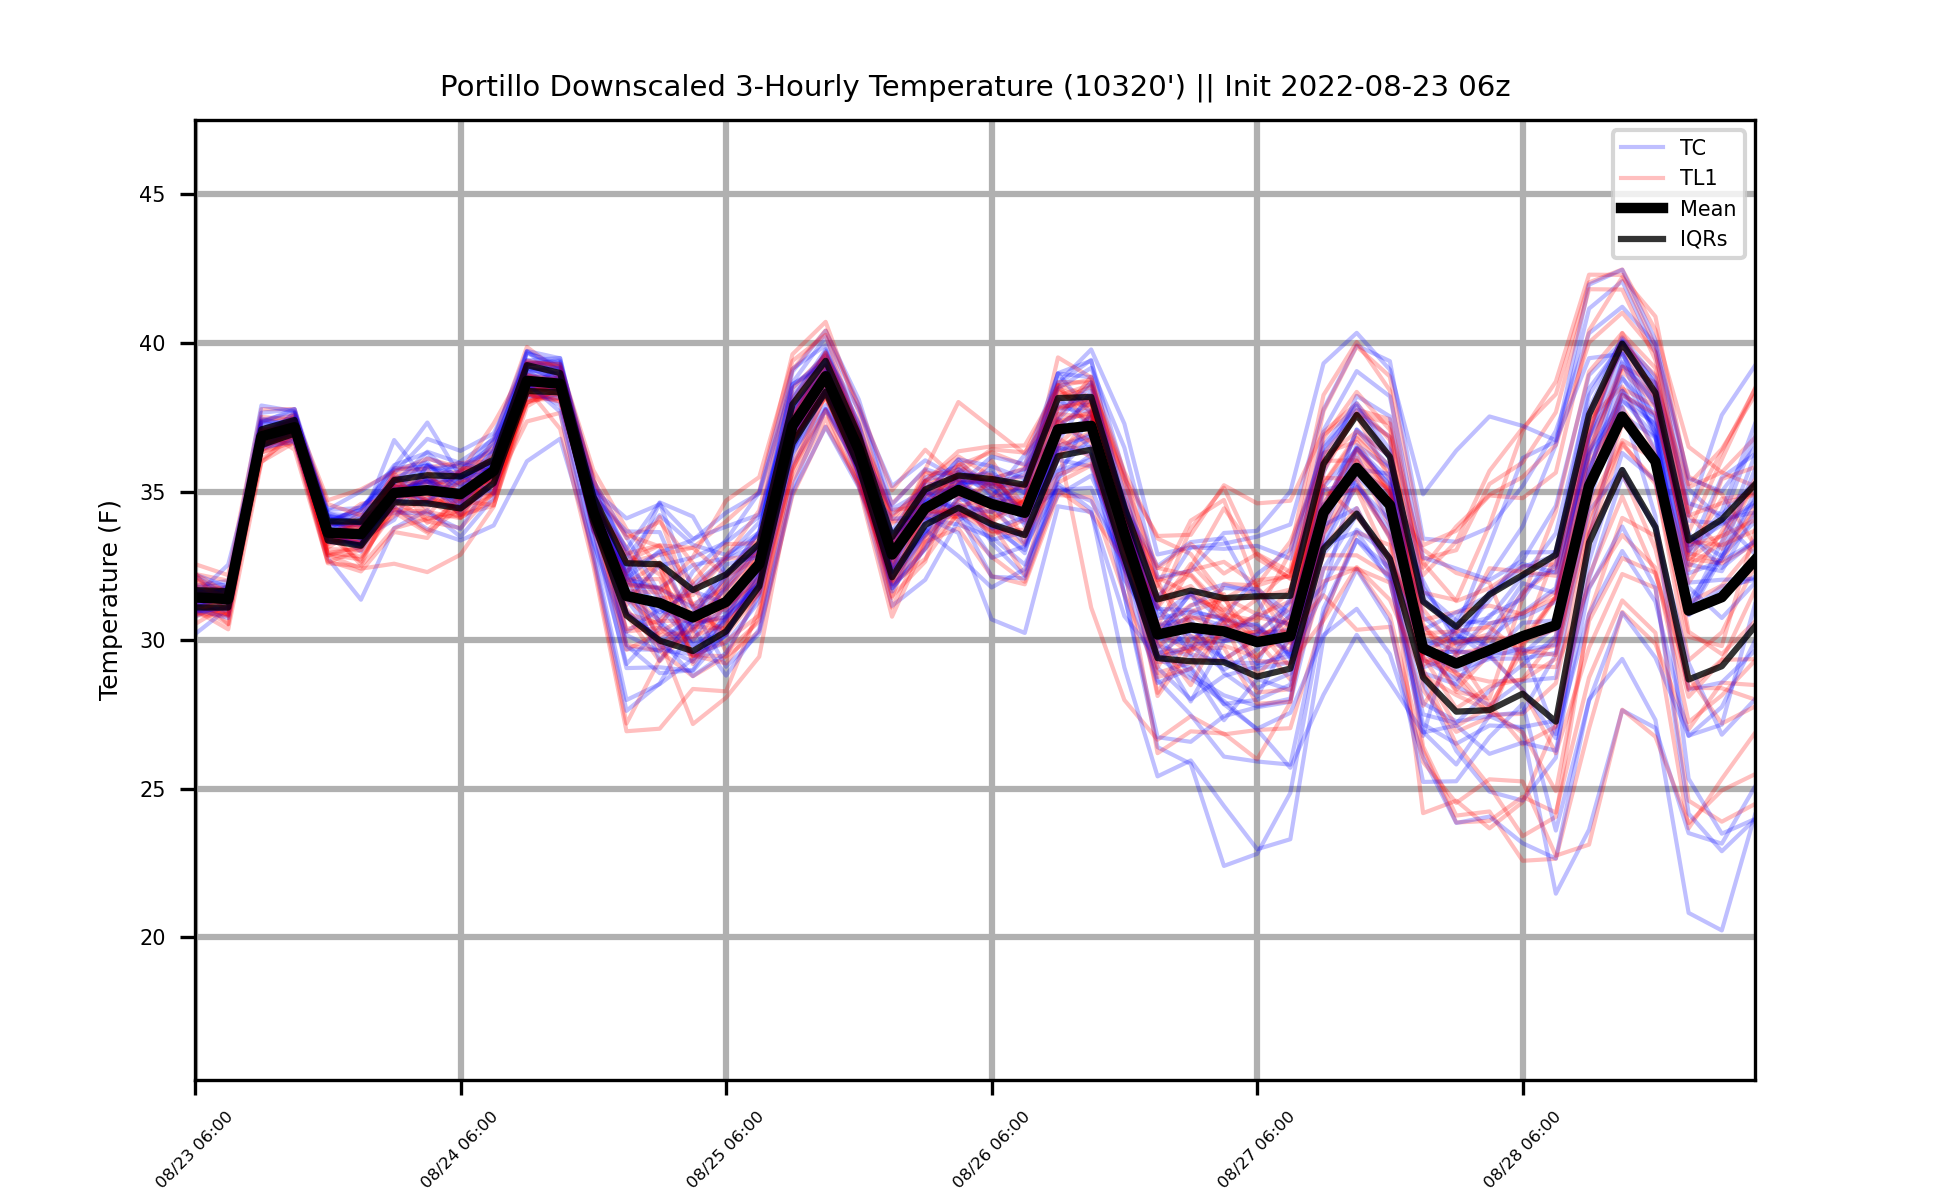 Portillo Downscaled 3-Hourly Temperature (10320') || Init 2022-08-23 06z
TC
TL1
Mean
IQRs
Temperature (F)
45
40
35
30
25
20
08/23 06:00
08/24 06:00
08/25 06:00
08/26 06:00
08/27 06:00
08/28 06:00